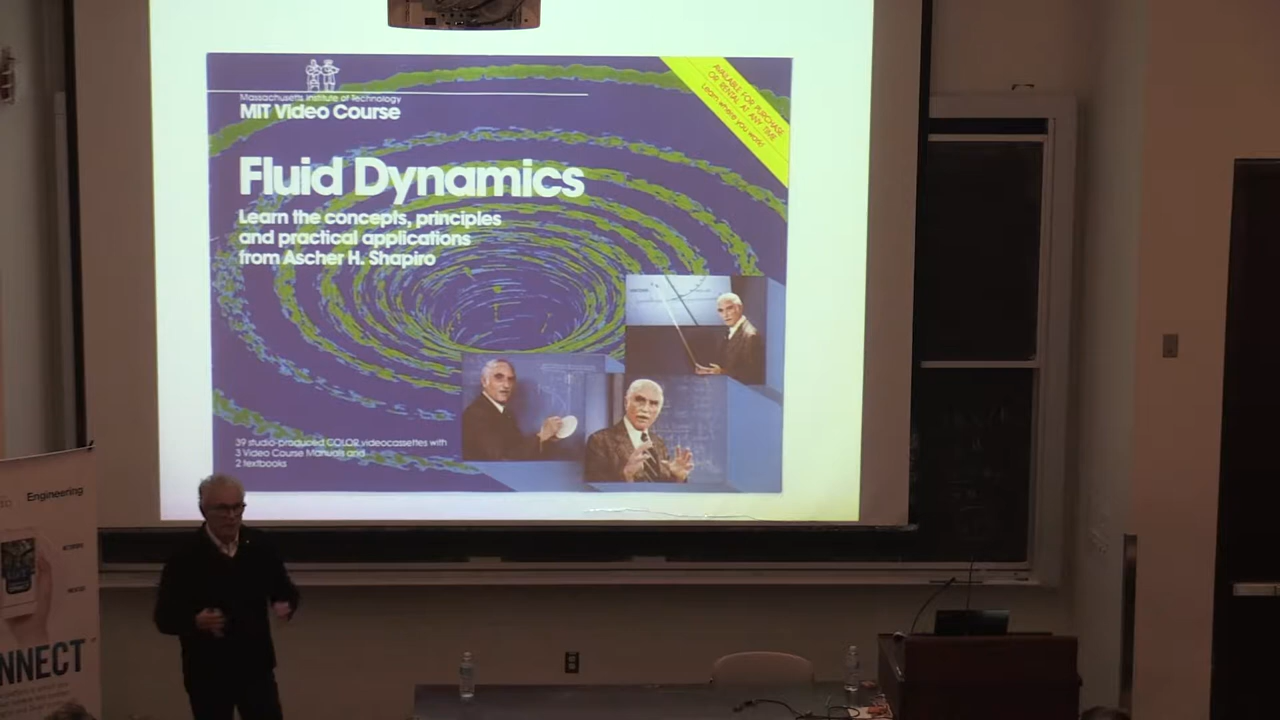 Massachusetts Institute of Technology
MIT Video Course
AVAILABLE FOR PURCHASE
OR RENTAL AT ANY TIME
Learn where you work!
Fluid Dynamics
Learn the concepts, principles
and practical applications
from Ascher H. Shapiro
39 studio-produced COLOR videocassettes with
3 Video Course Manuals and
2 textbooks
Engineering
NNECT